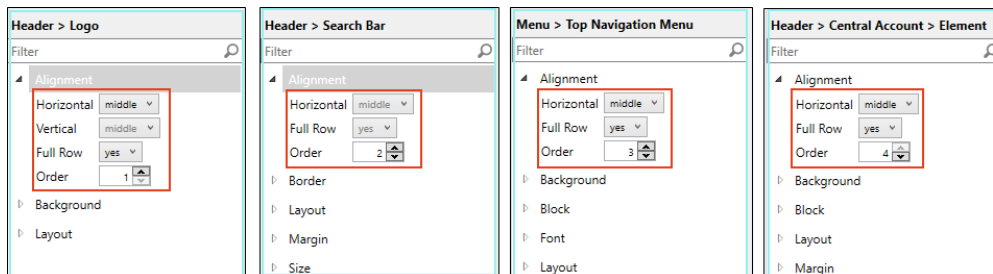 Header > Logo
Filter
Alignment
Horizontal middle
Vertical middle
Full Row yes
Order 1
Background
Layout
Header > Search Bar
Filter
Alignment
Horizontal middle
Full Row yes
Order 2
Border
Layout
Margin
Size
Menu > Top Navigation Menu
Filter
Alignment
Horizontal middle
Full Row yes
Order 3
Background
Block
Font
Layout
Header > Central Account > Element
Filter
Alignment
Horizontal middle
Full Row yes
Order 4
Background
Block
Layout
Margin